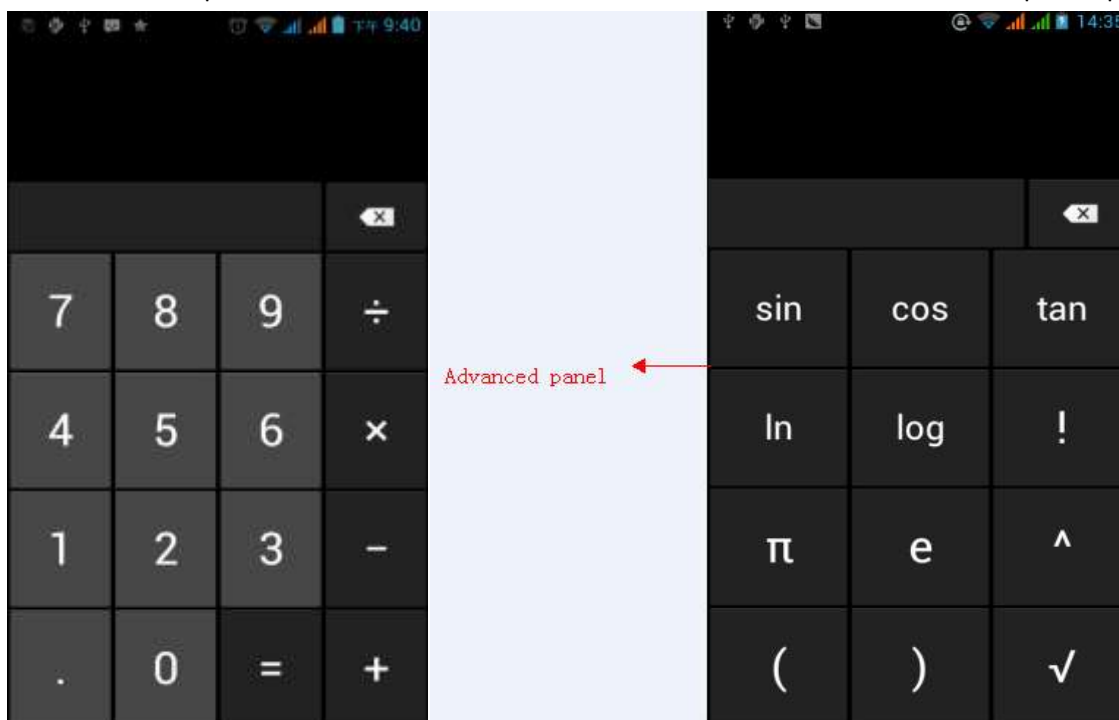 下午 9:40
7 8 9 ÷
4 5 6 ×
1 2 3 −
. 0 = +
Advanced panel
14:38
sin cos tan
ln log !
π e ^
( ) √